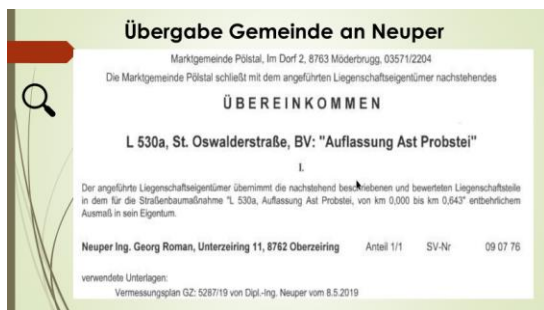 Übergabe Gemeinde an Neuper
Marktgemeinde Pölstal, Im Dorf 2, 8763 Möderbrugg, 03571/2204
Die Marktgemeinde Pölstal schließt mit dem angeführten Liegenschaftseigentümer nachstehendes
ÜBEREINKOMMEN
L 530a, St. Oswalderstraße, BV: "Auflassung Ast Probstei"
I.
Der angeführte Liegenschaftseigentümer übernimmt die nachstehend beschriebenen und bewerteten Liegenschaftsteile
in dem für die Straßenbaumaßnahme "L 530a, Auflassung Ast Probstei, von km 0,000 bis km 0,643" entbehrlichem
Ausmaß in sein Eigentum.
Neuper Ing. Georg Roman, Unterzeiring 11, 8762 Oberzeiring Anteil 1/1 SV-Nr 09 07 76
verwendete Unterlagen:
Vermessungsplan GZ: 5287/19 von Dipl.-Ing. Neuper vom 8.5.2019